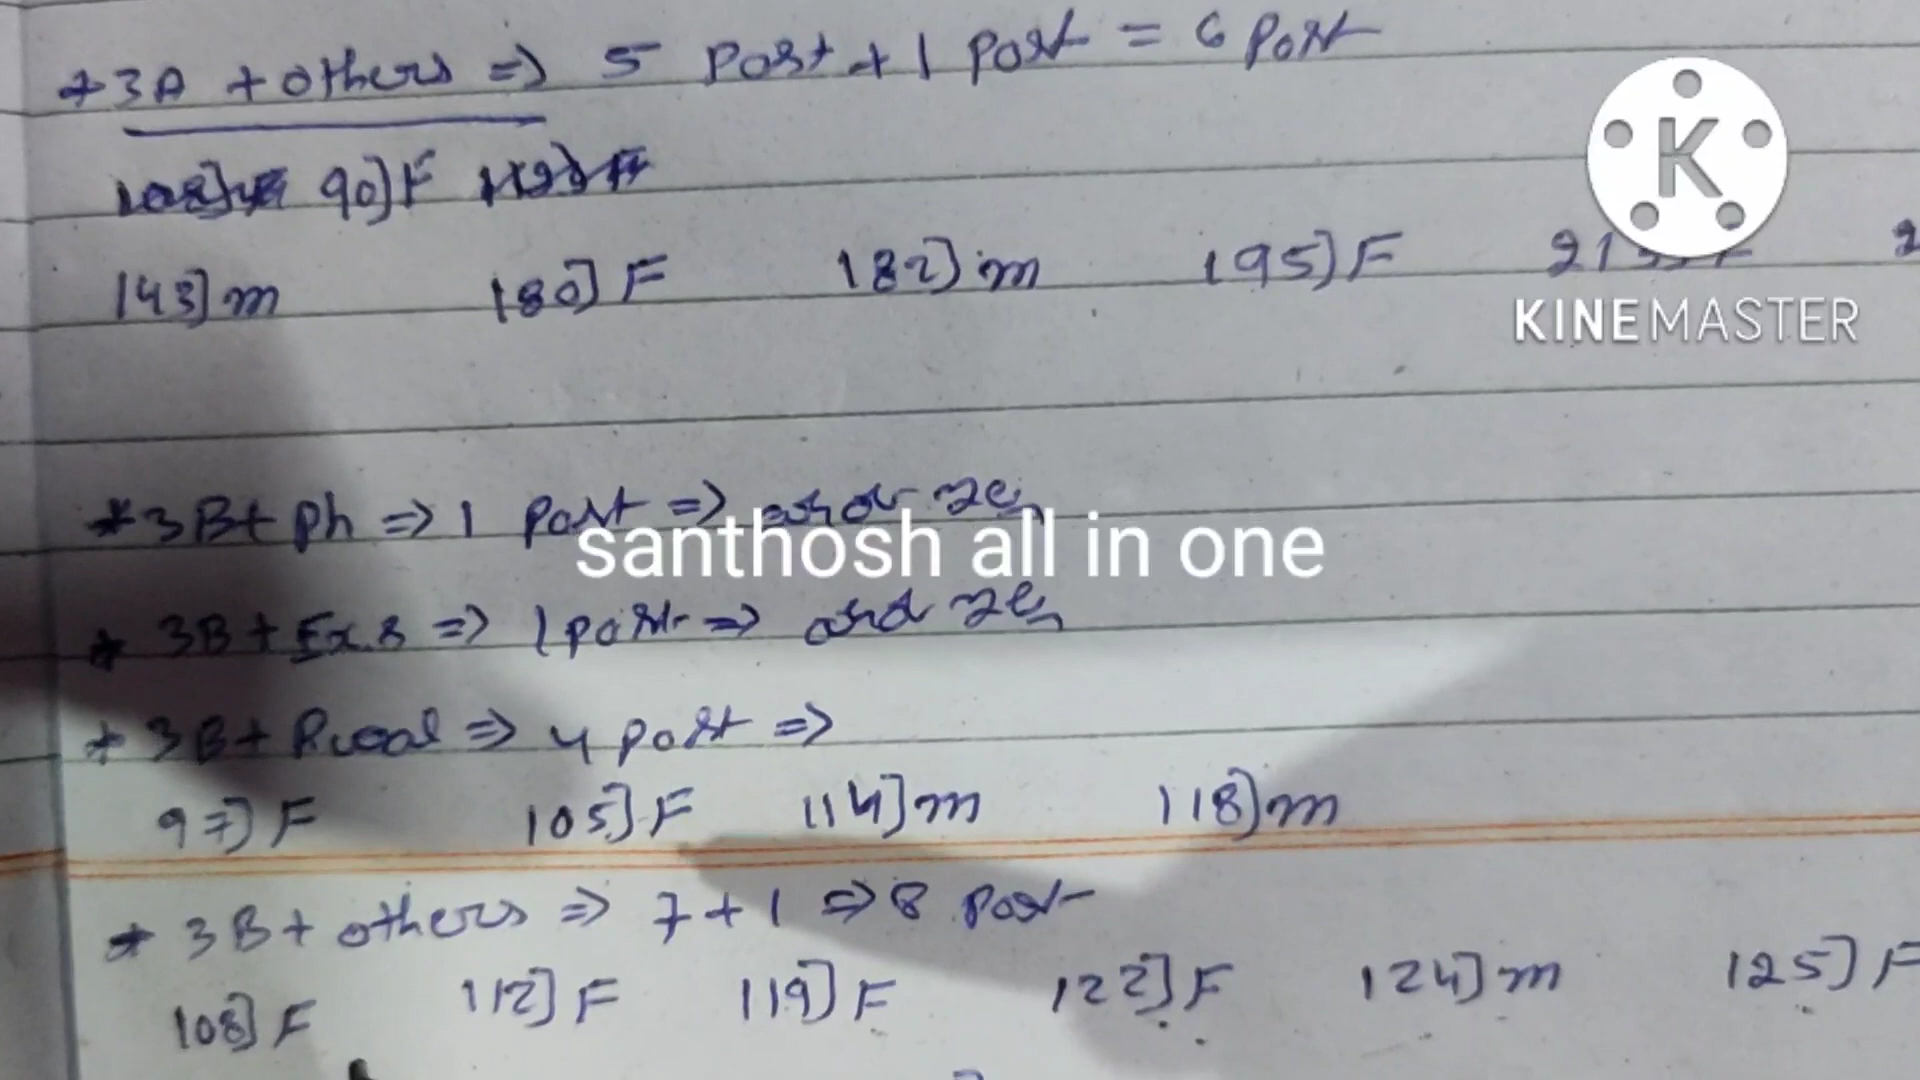 * 3A + others => 5 Post + 1 Post = 6 Post
90] F
143] m 180] F 182] m 195] F 21 2
K
KINEMASTER
* 3B + Ph => 1 Post =>
santhosh all in one
* 3B + Ex.s => 1 Post =>
* 3B + Rural => 4 Post =>
97] F 105] F 114] m 118] m
* 3B + others => 7 + 1 => 8 Post
108] F 112] F 119] F 122] F 124] m 125] F